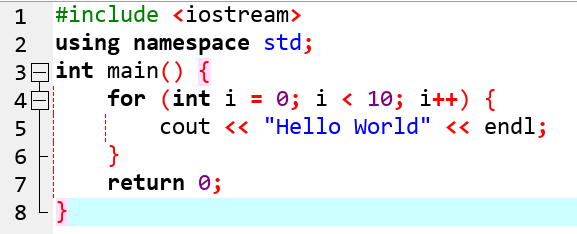 1 #include <iostream>
2 using namespace std;
3 int main() {
4     for (int i = 0; i < 10; i++) {
5         cout << "Hello World" << endl;
6     }
7     return 0;
8 }